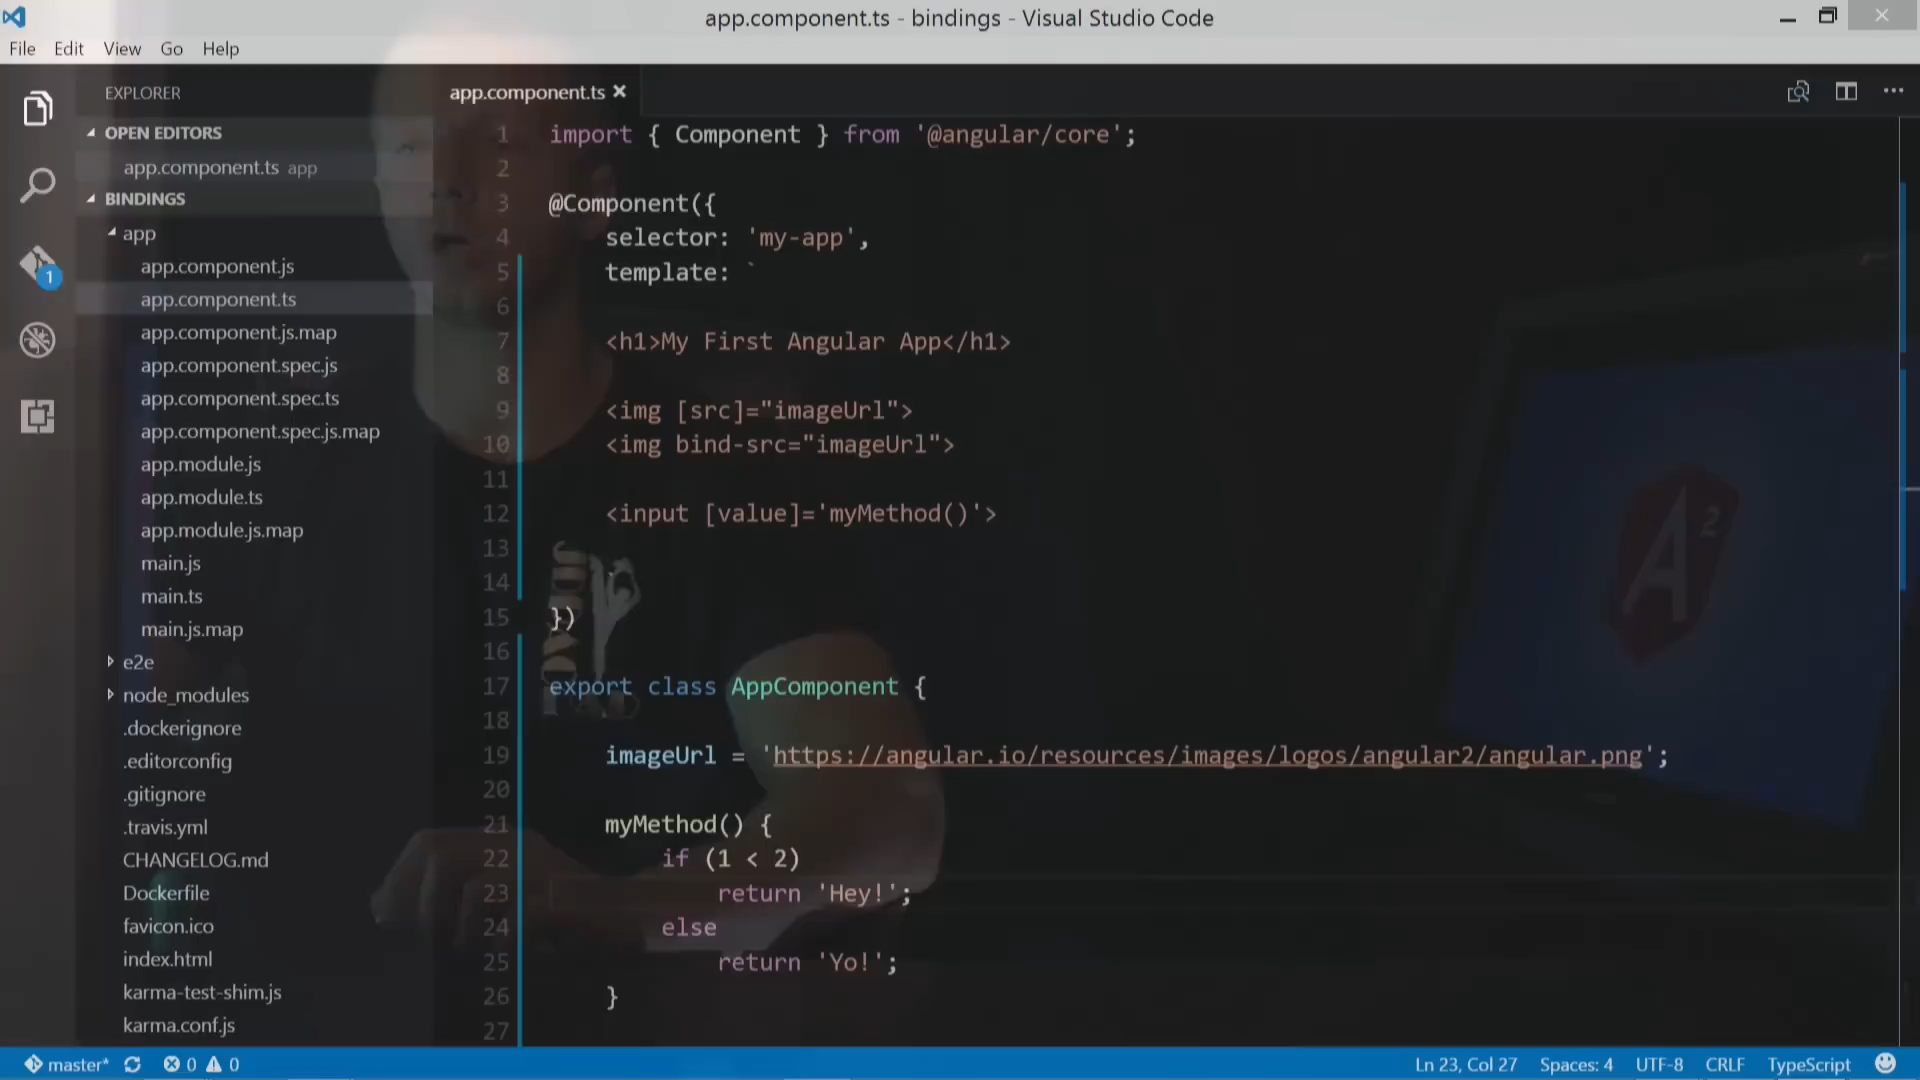 app.component.ts - bindings - Visual Studio Code
File Edit View Go Help
EXPLORER
OPEN EDITORS
app.component.ts app
BINDINGS
app
app.component.js
app.component.ts
app.component.js.map
app.component.spec.js
app.component.spec.ts
app.component.spec.js.map
app.module.js
app.module.ts
app.module.js.map
main.js
main.ts
main.js.map
e2e
node_modules
.dockerignore
.editorconfig
.gitignore
.travis.yml
CHANGELOG.md
Dockerfile
favicon.ico
index.html
karma-test-shim.js
karma.conf.js
1
app.component.ts
1 import { Component } from '@angular/core';
2
3 @Component({
4 selector: 'my-app',
5 template: `
6
7 <h1>My First Angular App</h1>
8
9 <img [src]="imageUrl">
10 <img bind-src="imageUrl">
11
12 <input [value]='myMethod()'>
13
14
15 })
16
17 export class AppComponent {
18
19 imageUrl = 'https://angular.io/resources/images/logos/angular2/angular.png';
20
21 myMethod() {
22 if (1 < 2)
23 return 'Hey!';
24 else
25 return 'Yo!';
26 }
27
A2
master* 0 0 Ln 23, Col 27 Spaces: 4 UTF-8 CRLF TypeScript